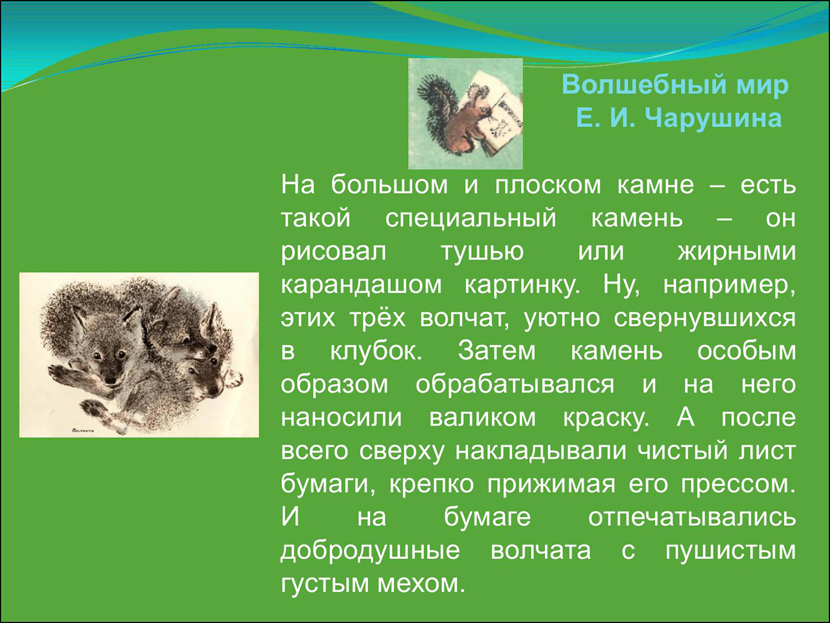 Волшебный мир
Е. И. Чарушина
На большом и плоском камне – есть
такой специальный камень – он
рисовал тушью или жирными
карандашом картинку. Ну, например,
этих трёх волчат, уютно свернувшихся
в клубок. Затем камень особым
образом обрабатывался и на него
наносили валиком краску. А после
всего сверху накладывали чистый лист
бумаги, крепко прижимая его прессом.
И на бумаге отпечатывались
добродушные волчата с пушистым
густым мехом.